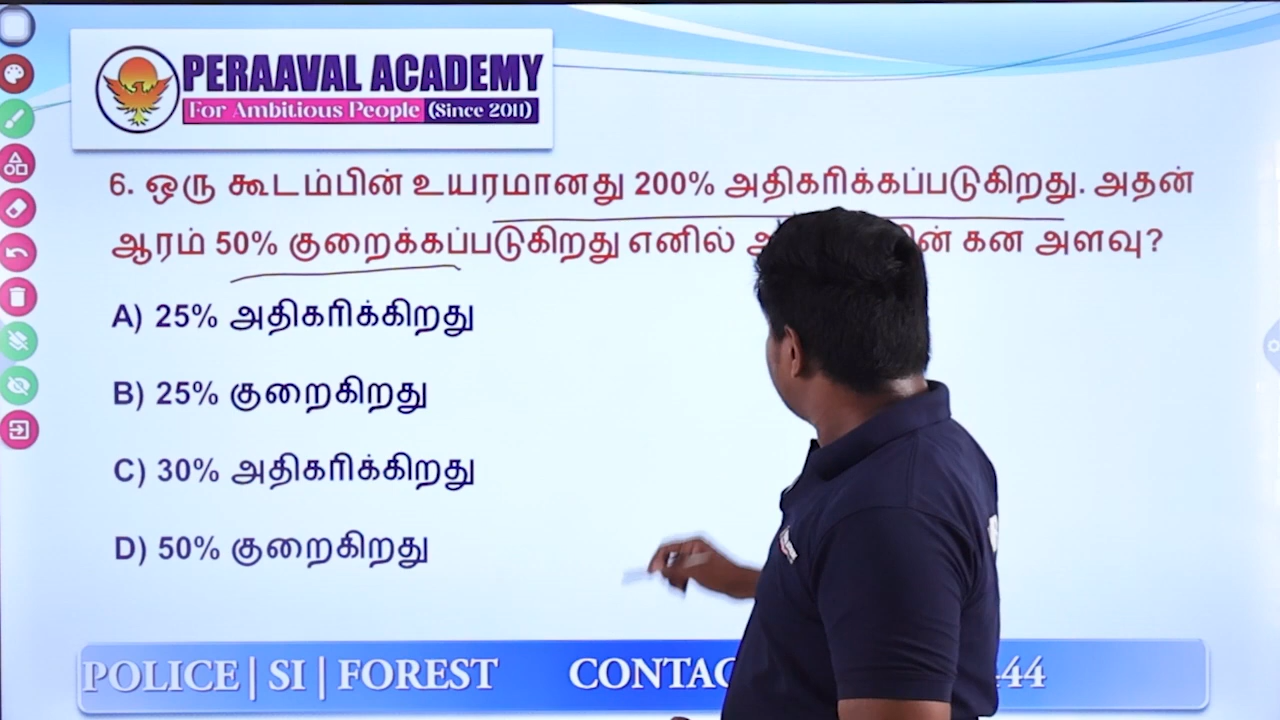 PERAAVAL ACADEMY
For Ambitious People (Since 2011)
6. ஒரு கூடம்பின் உயரமானது 200% அதிகரிக்கப்படுகிறது. அதன்
ஆரம் 50% குறைக்கப்படுகிறது எனில் கன அளவு?
A) 25% அதிகரிக்கிறது
B) 25% குறைகிறது
C) 30% அதிகரிக்கிறது
D) 50% குறைகிறது
POLICE | SI | FOREST